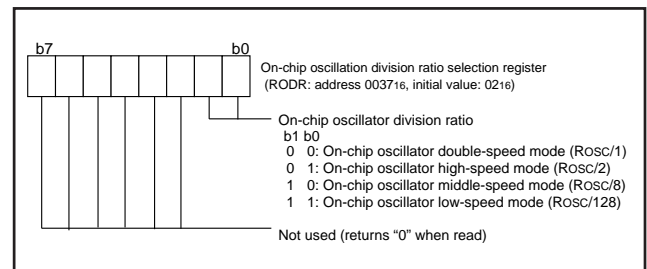 b7 b0
On-chip oscillation division ratio selection register
(RODR: address 003716, initial value: 0216)
On-chip oscillator division ratio
b1 b0
0 0: On-chip oscillator double-speed mode (ROSC/1)
0 1: On-chip oscillator high-speed mode (ROSC/2)
1 0: On-chip oscillator middle-speed mode (ROSC/8)
1 1: On-chip oscillator low-speed mode (ROSC/128)
Not used (returns “0” when read)